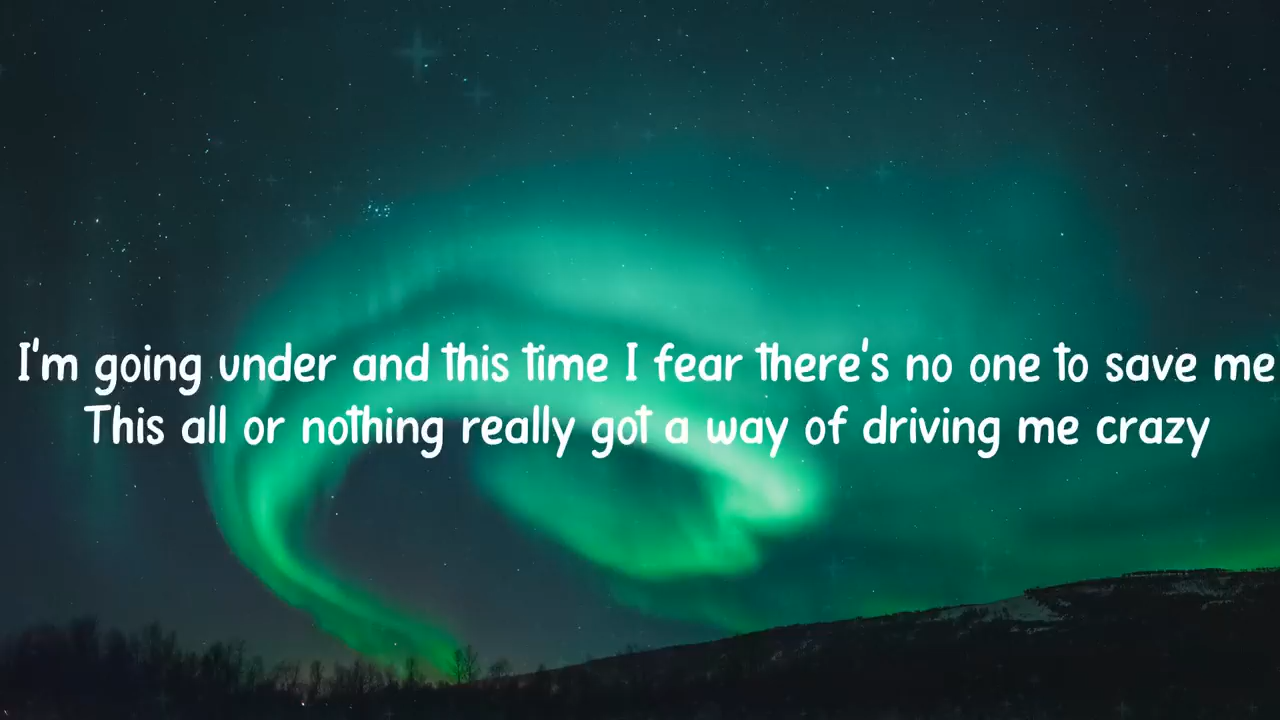 I'm going under and this time I fear there's no one to save me
This all or nothing really got a way of driving me crazy